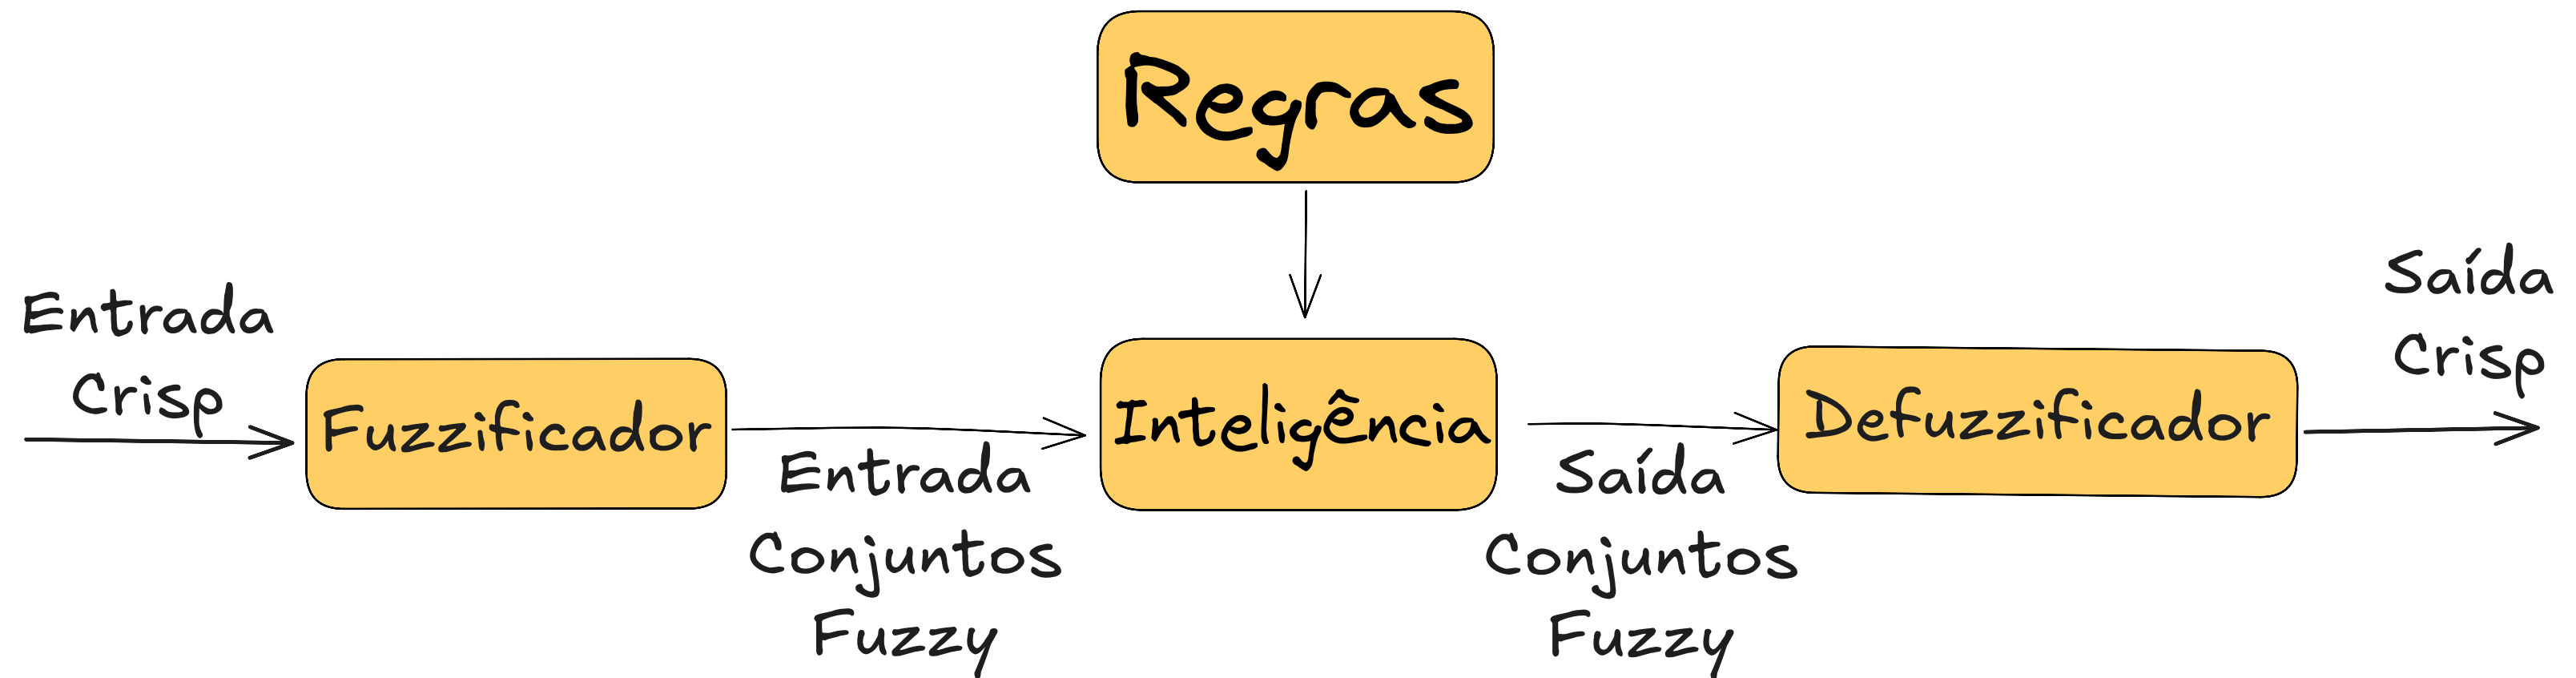 Regras
Entrada
Crisp
Fuzzificador
Entrada
Conjuntos
Fuzzy
Inteligência
Saída
Conjuntos
Fuzzy
Defuzzificador
Saída
Crisp